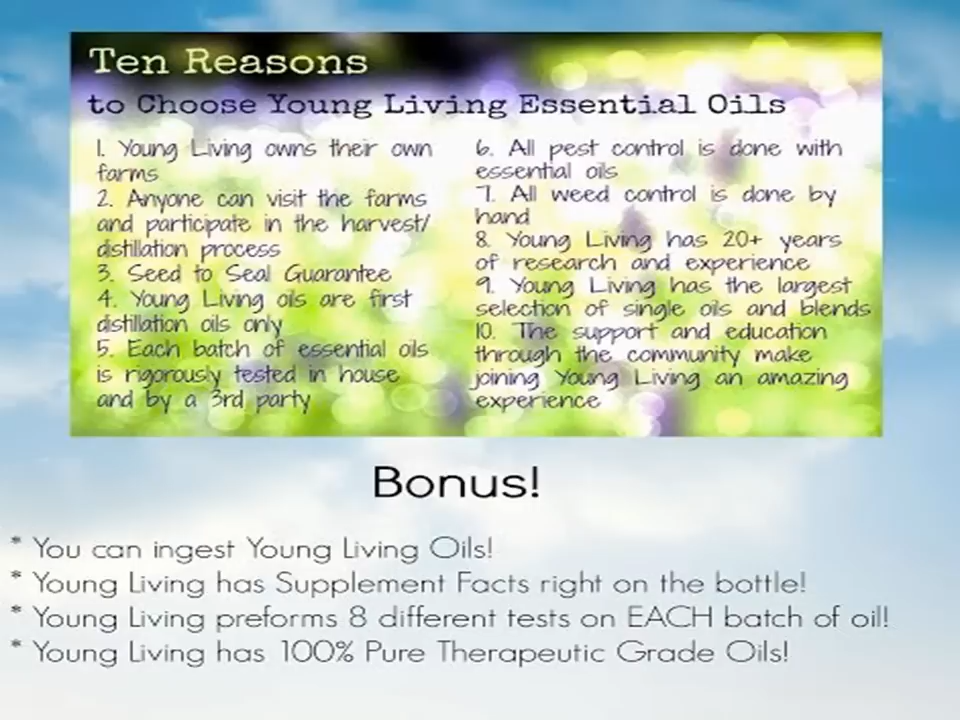 Ten Reasons
to Choose Young Living Essential Oils
1. Young Living owns their own
farms
2. Anyone can visit the farms
and participate in the harvest/
distillation process
3. Seed to Seal Guarantee
4. Young Living oils are first
distillation oils only
5. Each batch of essential oils
is rigorously tested in house
and by a 3rd party
6. All pest control is done with
essential oils
7. All weed control is done by
hand
8. Young Living has 20+ years
of research and experience
9. Young Living has the largest
selection of single oils and blends
10. The support and education
through the community make
joining Young Living an amazing
experience
Bonus!
* You can ingest Young Living Oils!
* Young Living has Supplement Facts right on the bottle!
* Young Living preforms 8 different tests on EACH batch of oil!
* Young Living has 100% Pure Therapeutic Grade Oils!